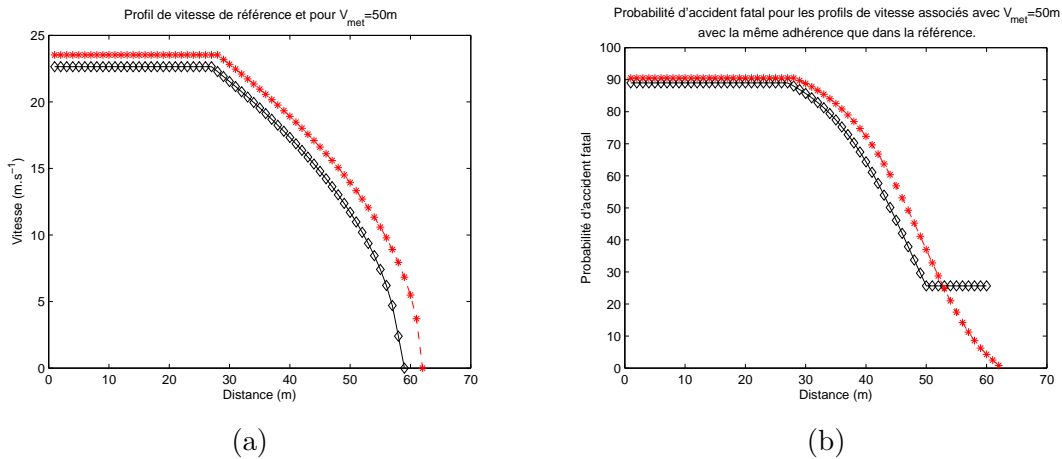 Profil de vitesse de référence et pour V_met=50m
25
20
15
10
5
0
Vitesse (m.s⁻¹)
0 10 20 30 40 50 60 70
Distance (m)
(a)
Probabilité d'accident fatal pour les profils de vitesse associés avec V_met=50m
avec la même adhérence que dans la référence.
100
90
80
70
60
50
40
30
20
10
0
Probabilité d'accident fatal
0 10 20 30 40 50 60 70
Distance (m)
(b)